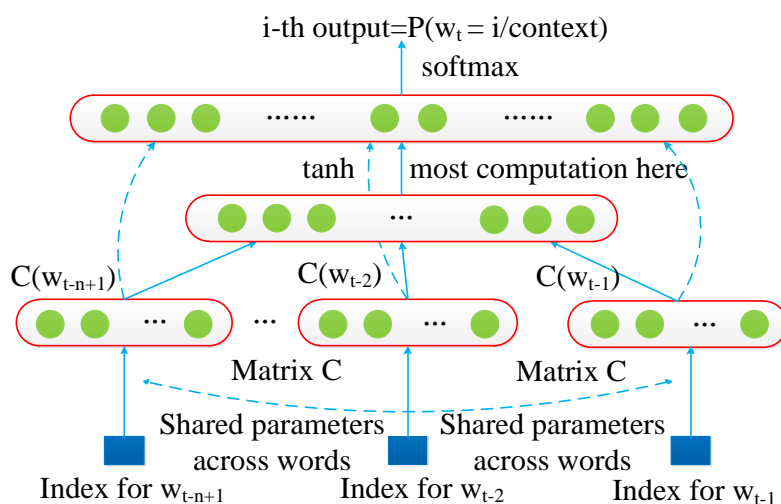 i-th output=P(wₜ = i/context)
softmax
......
......
tanh
most computation here
...
C(wₜ₋ₙ₊₁)
C(wₜ₋₂)
C(wₜ₋₁)
...
...
...
...
Matrix C
Matrix C
Shared parameters
across words
Shared parameters
across words
Index for wₜ₋ₙ₊₁
Index for wₜ₋₂
Index for wₜ₋₁